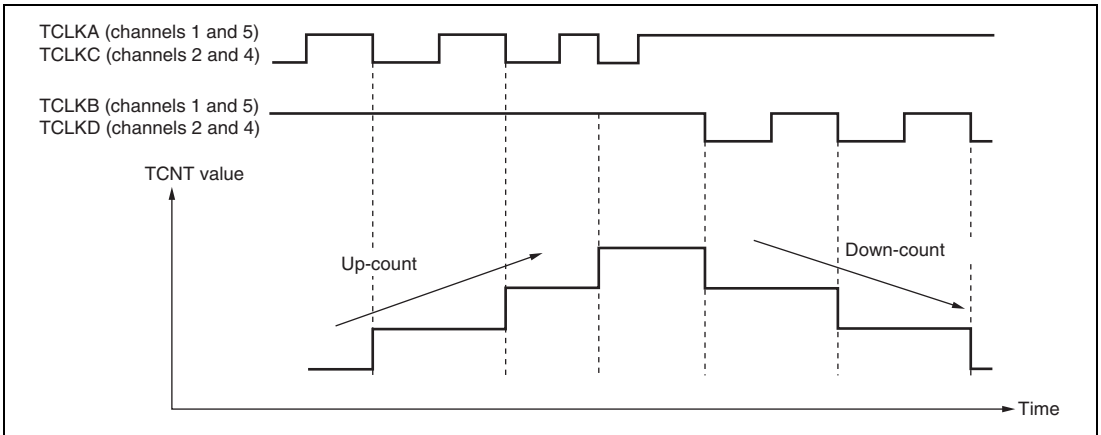 TCLKA (channels 1 and 5)
TCLKC (channels 2 and 4)
TCLKB (channels 1 and 5)
TCLKD (channels 2 and 4)
TCNT value
Up-count
Down-count
Time